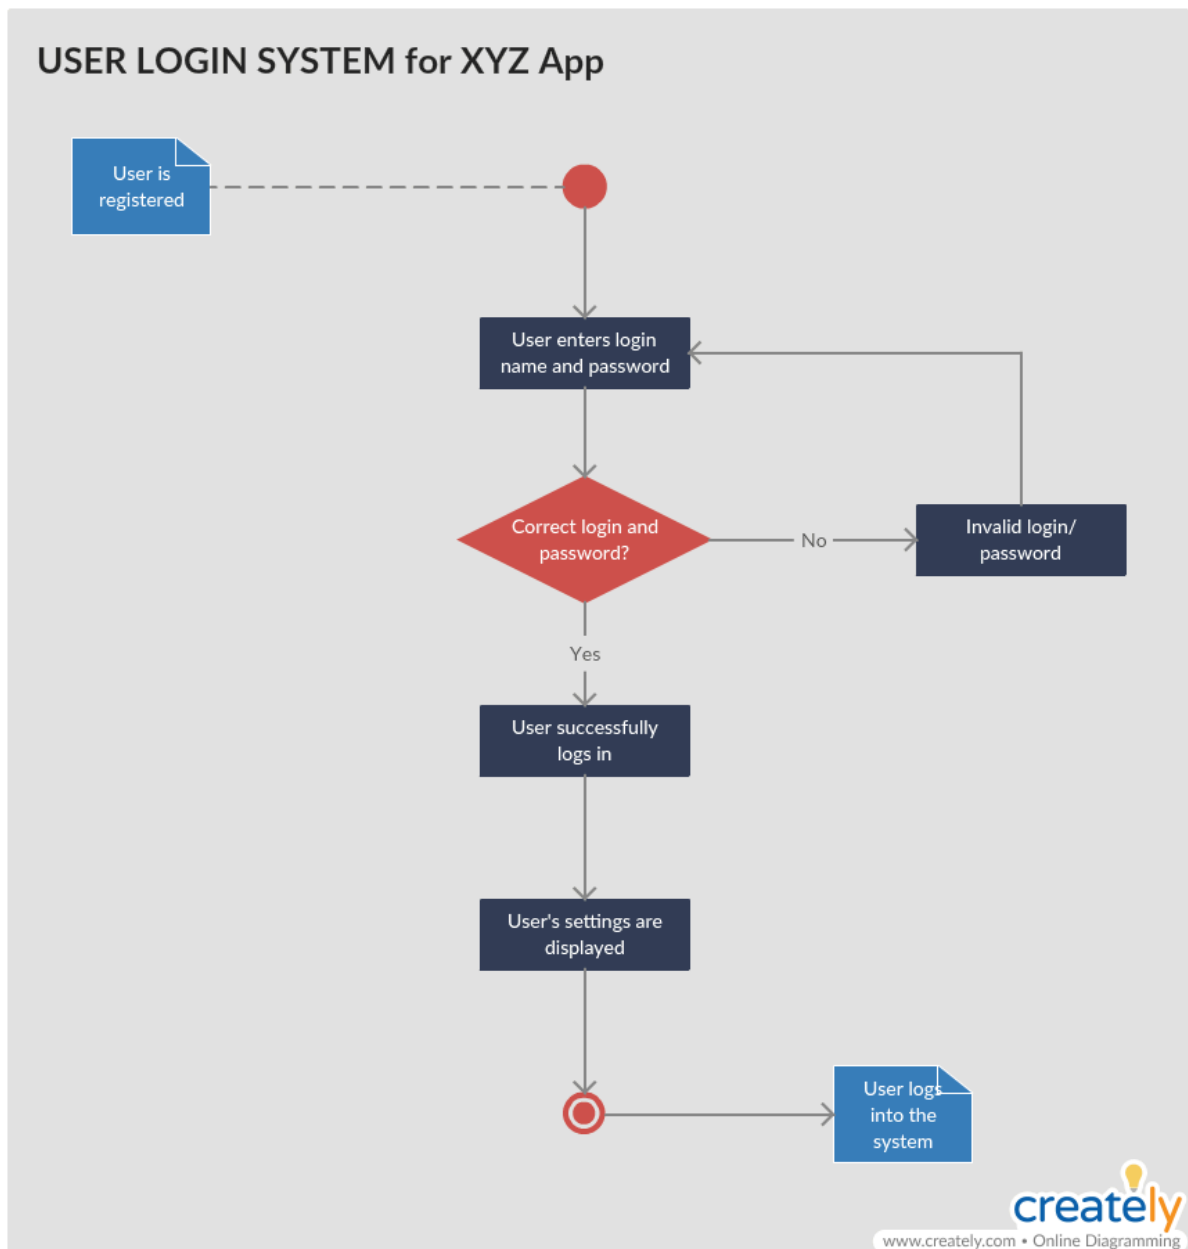 USER LOGIN SYSTEM for XYZ App
User is
registered
User enters login
name and password
Correct login and
password?
No
Invalid login/
password
Yes
User successfully
logs in
User's settings are
displayed
User logs
into the
system
creately
www.creately.com • Online Diagramming